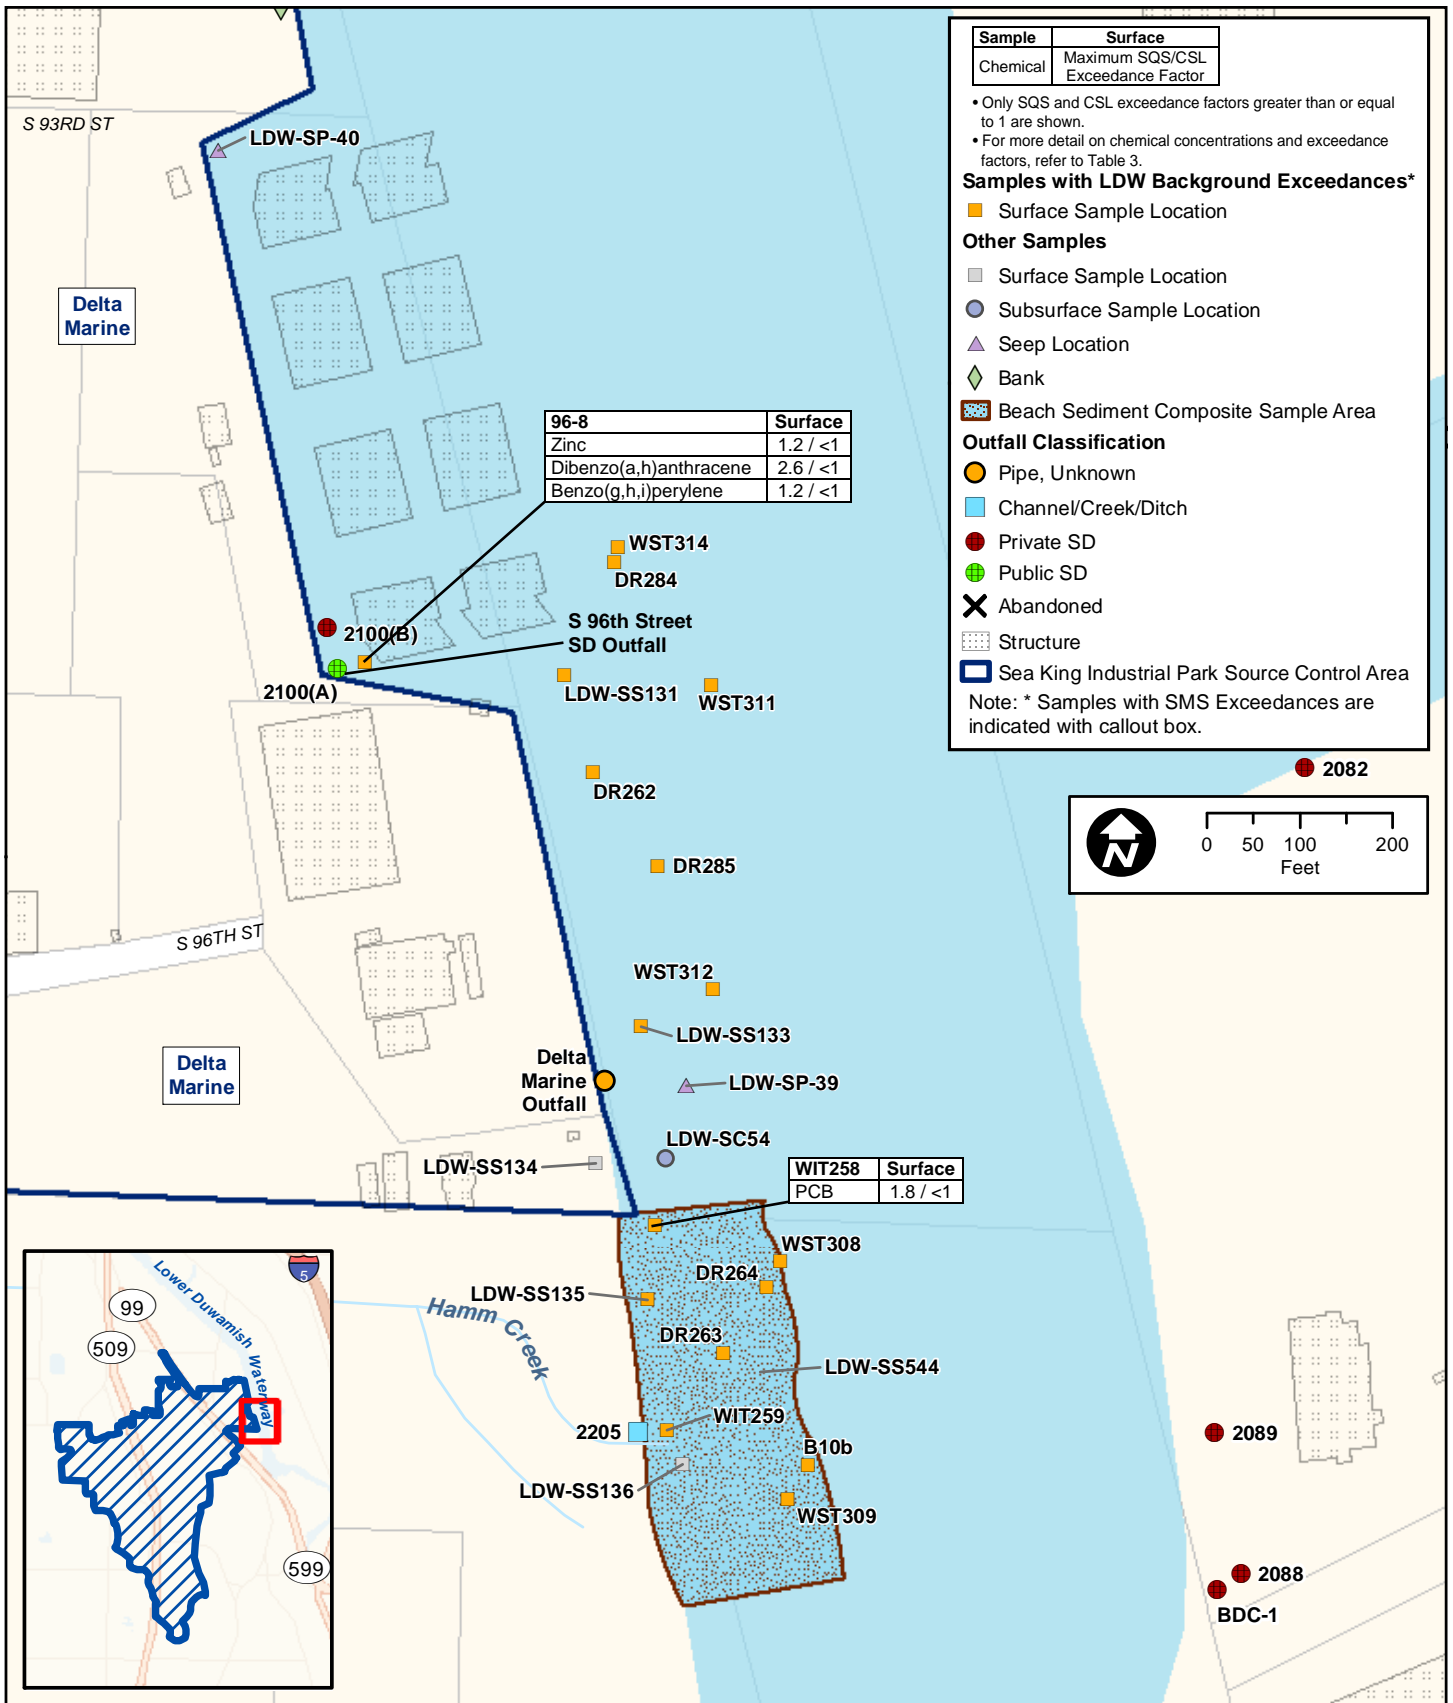 S 93RD ST
LDW-SP-40
Delta
Marine
96-8 Surface
Zinc 1.2 / <1
Dibenzo(a,h)anthracene 2.6 / <1
Benzo(g,h,i)perylene 1.2 / <1
WST314
DR284
S 96th Street
SD Outfall
2100(B)
2100(A)
LDW-SS131
WST311
DR262
DR285
S 96TH ST
WST312
LDW-SS133
Delta
Marine
Delta
Marine
Outfall
LDW-SP-39
LDW-SC54
LDW-SS134
WIT258 Surface
PCB 1.8 / <1
WST308
DR264
LDW-SS135
Hamm Creek
DR263
LDW-SS544
WIT259
2205
B10b
LDW-SS136
WST309
2082
2089
2088
BDC-1
Sample Surface
Chemical Maximum SQS/CSL
Exceedance Factor
• Only SQS and CSL exceedance factors greater than or equal
to 1 are shown.
• For more detail on chemical concentrations and exceedance
factors, refer to Table 3.
Samples with LDW Background Exceedances*
Surface Sample Location
Other Samples
Surface Sample Location
Subsurface Sample Location
Seep Location
Bank
Beach Sediment Composite Sample Area
Outfall Classification
Pipe, Unknown
Channel/Creek/Ditch
Private SD
Public SD
Abandoned
Structure
Sea King Industrial Park Source Control Area
Note: * Samples with SMS Exceedances are
indicated with callout box.
N
0 50 100 200
Feet
Lower Duwamish Waterway
5
99
509
599